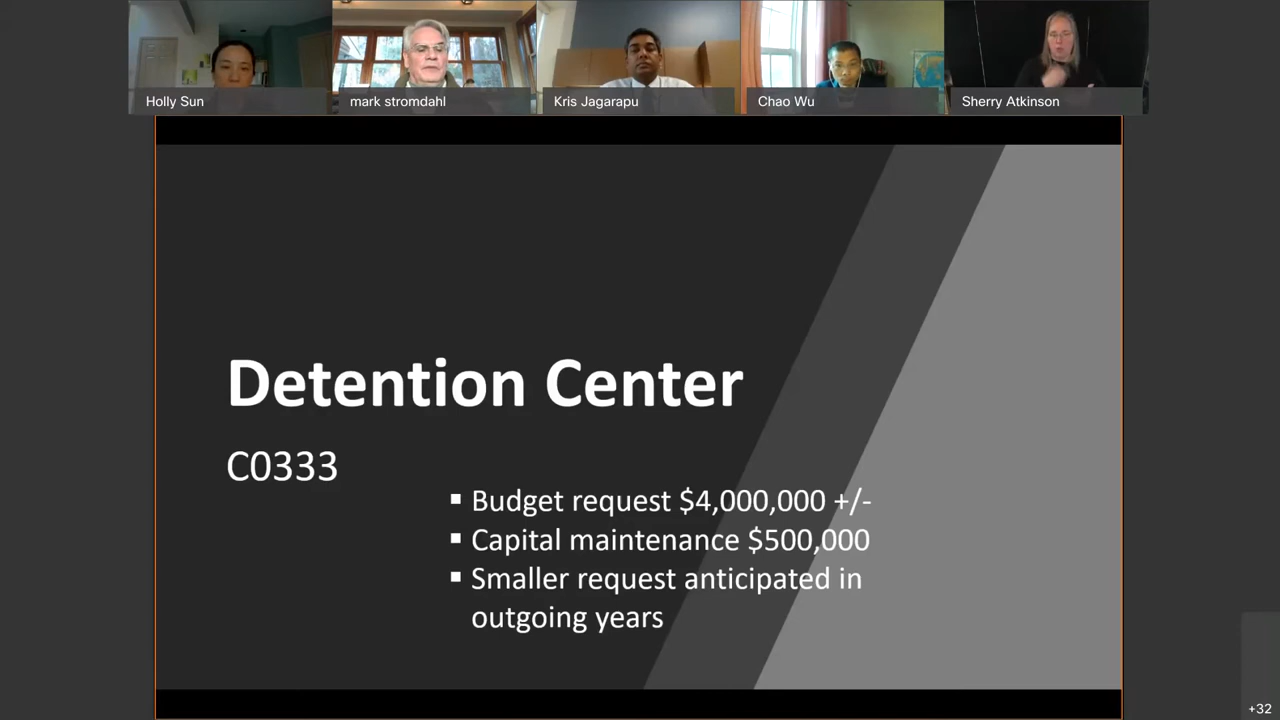 Holly Sun
mark stromdahl
Kris Jagarapu
Chao Wu
Sherry Atkinson
Detention Center
C0333
▪ Budget request $4,000,000 +/-
▪ Capital maintenance $500,000
▪ Smaller request anticipated in
outgoing years
+32